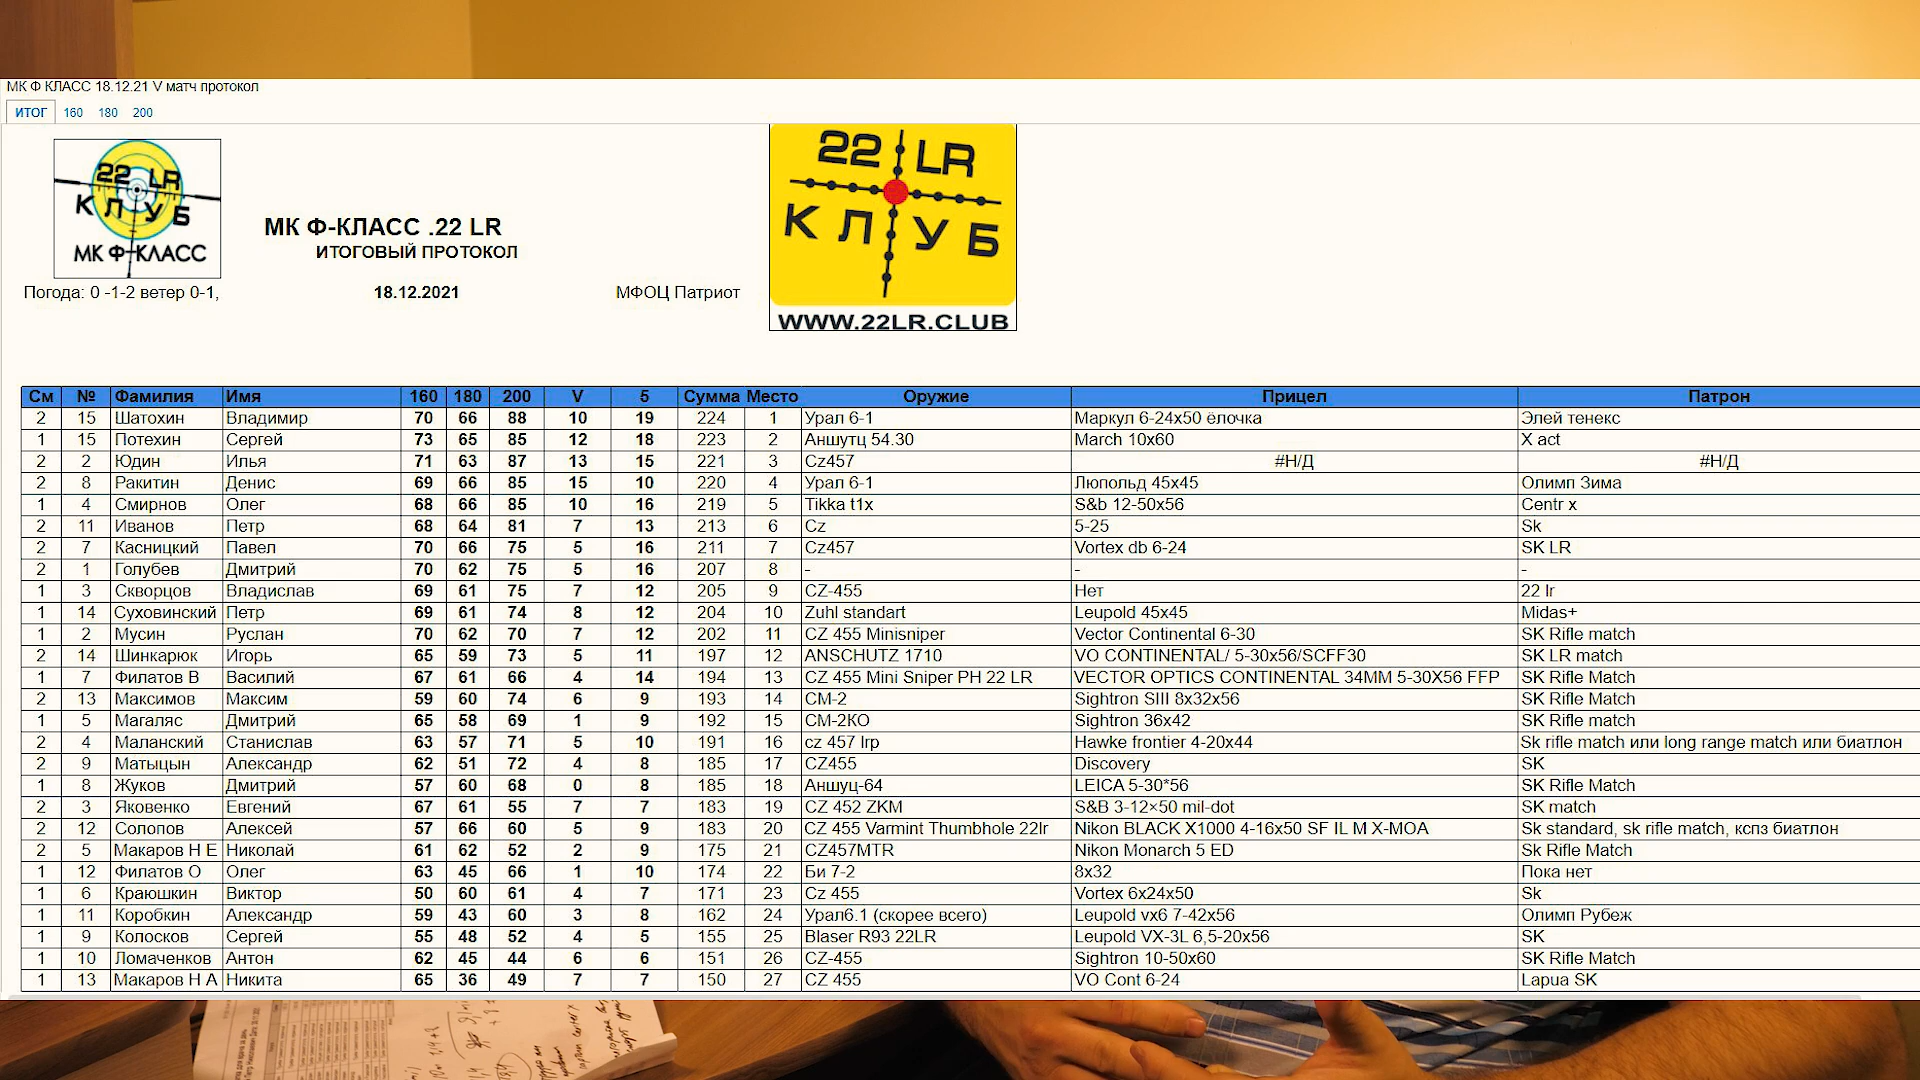 МК Ф КЛАСС 18.12.21 V матч протокол
ИТОГ 160 180 200
22 LR
КЛУБ
МК Ф-КЛАСС
22 LR
КЛУБ
WWW.22LR.CLUB
МК Ф-КЛАСС .22 LR
ИТОГОВЫЙ ПРОТОКОЛ
Погода: 0 -1-2 ветер 0-1, 18.12.2021 МФОЦ Патриот
См № Фамилия Имя 160 180 200 V 5 Сумма Место Оружие Прицел Патрон
2 15 Шатохин Владимир 70 66 88 10 19 224 1 Урал 6-1 Маркул 6-24x50 ёлочка Элей тенекс
1 15 Потехин Сергей 73 65 85 12 18 223 2 Аншутц 54.30 March 10x60 X act
2 2 Юдин Илья 71 63 87 13 15 221 3 Cz457 #Н/Д #Н/Д
2 8 Ракитин Денис 69 66 85 15 10 220 4 Урал 6-1 Люпольд 45x45 Олимп Зима
1 4 Смирнов Олег 68 66 85 10 16 219 5 Tikka t1x S&b 12-50x56 Centr x
2 11 Иванов Петр 68 64 81 7 13 213 6 Cz 5-25 Sk
2 7 Касницкий Павел 70 66 75 5 16 211 7 Cz457 Vortex db 6-24 SK LR
2 1 Голубев Дмитрий 70 62 75 5 16 207 8 - - -
1 3 Скворцов Владислав 69 61 75 7 12 205 9 CZ-455 Нет 22 lr
1 14 Суховинский Петр 69 61 74 8 12 204 10 Zuhl standart Leupold 45x45 Midas+
1 2 Мусин Руслан 70 62 70 7 12 202 11 CZ 455 Minisniper Vector Continental 6-30 SK Rifle match
2 14 Шинкарюк Игорь 65 59 73 5 11 197 12 ANSCHUTZ 1710 VO CONTINENTAL/ 5-30x56/SCFF30 SK LR match
1 7 Филатов В Василий 67 61 66 4 14 194 13 CZ 455 Mini Sniper PH 22 LR VECTOR OPTICS CONTINENTAL 34MM 5-30X56 FFP SK Rifle Match
2 13 Максимов Максим 59 60 74 6 9 193 14 СМ-2 Sightron SIII 8x32x56 SK Rifle Match
1 5 Магаляс Дмитрий 65 58 69 1 9 192 15 СМ-2КО Sightron 36x42 SK Rifle match
2 4 Маланский Станислав 63 57 71 5 10 191 16 cz 457 lrp Hawke frontier 4-20x44 Sk rifle match или long range match или биатлон
2 9 Матыцын Александр 62 51 72 4 8 185 17 CZ455 Discovery SK
1 8 Жуков Дмитрий 57 60 68 0 8 185 18 Аншуц-64 LEICA 5-30*56 SK Rifle Match
2 3 Яковенко Евгений 67 61 55 7 7 183 19 CZ 452 ZKM S&B 3-12×50 mil-dot SK match
2 12 Солопов Алексей 57 66 60 5 9 183 20 CZ 455 Varmint Thumbhole 22lr Nikon BLACK X1000 4-16x50 SF IL M X-MOA Sk standard, sk rifle match, кспз биатлон
2 5 Макаров Н Е Николай 61 62 52 2 9 175 21 CZ457MTR Nikon Monarch 5 ED Sk Rifle Match
1 12 Филатов О Олег 63 45 66 1 10 174 22 Би 7-2 8x32 Пока нет
1 6 Краюшкин Виктор 50 60 61 4 7 171 23 Cz 455 Vortex 6x24x50 Sk
1 11 Коробкин Александр 59 43 60 3 8 162 24 Урал6.1 (скорее всего) Leupold vx6 7-42x56 Олимп Рубеж
1 9 Колосков Сергей 55 48 52 4 5 155 25 Blaser R93 22LR Leupold VX-3L 6,5-20x56 SK
1 10 Ломаченков Антон 62 45 44 6 6 151 26 CZ-455 Sightron 10-50x60 SK Rifle Match
1 13 Макаров Н А Никита 65 36 49 7 7 150 27 CZ 455 VO Cont 6-24 Lapua SK